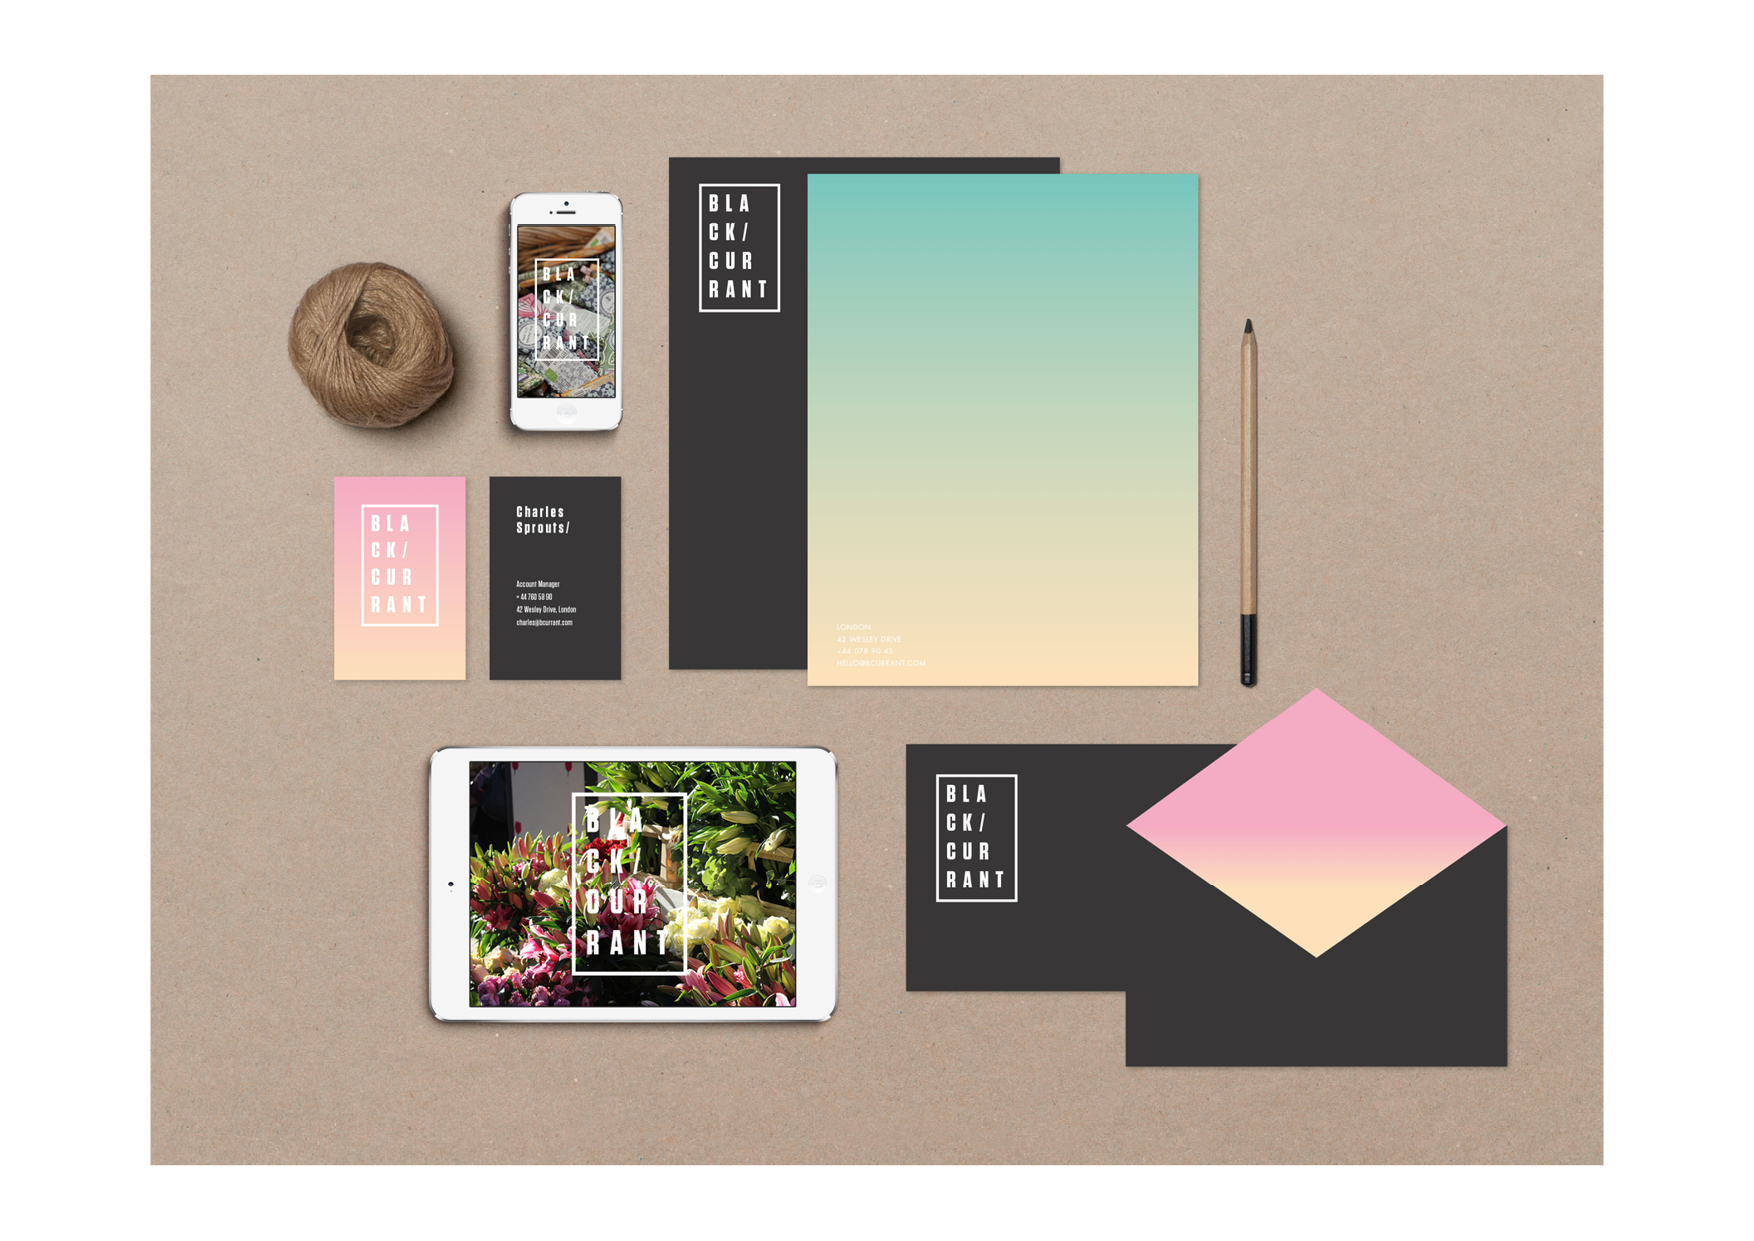 BLA
CK/
CUR
RANT
BLA
CK/
CUR
RANT
BLA
CK/
CUR
RANT
Charles
Sprouts/
Account Manager
+ 44 760 58 90
42 Wesley Drive, London
charles@bcurrant.com
BLA
CK/
CUR
RANT
LONDON
42 WESLEY DRIVE
+44 078 90 45
HELLO@BCURRANT.COM
BLA
CK/
CUR
RANT
BLA
CK/
CUR
RANT